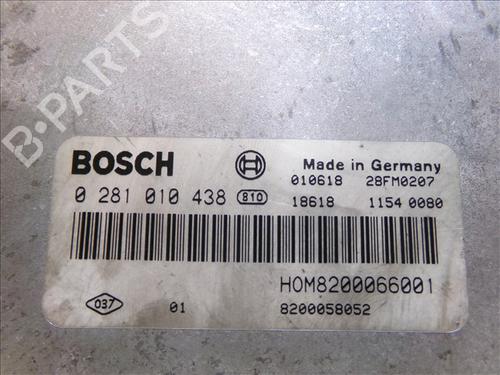 B-PARTS
BOSCH
Made in Germany
0 281 010 438 810
010618 28FM0207
18618 1154 0080
HOM8200066001
037 01 8200058052